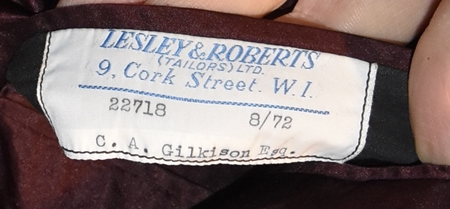 LESLEY & ROBERTS
(TAILORS) LTD.
9, Cork Street. W.1.
22718 8/72
C. A. Gilkison Esq.